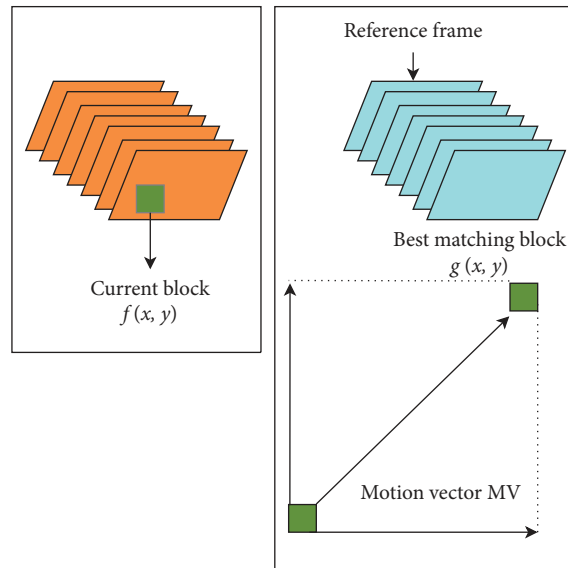 Current block
f (x, y)
Reference frame
Best matching block
g (x, y)
Motion vector MV